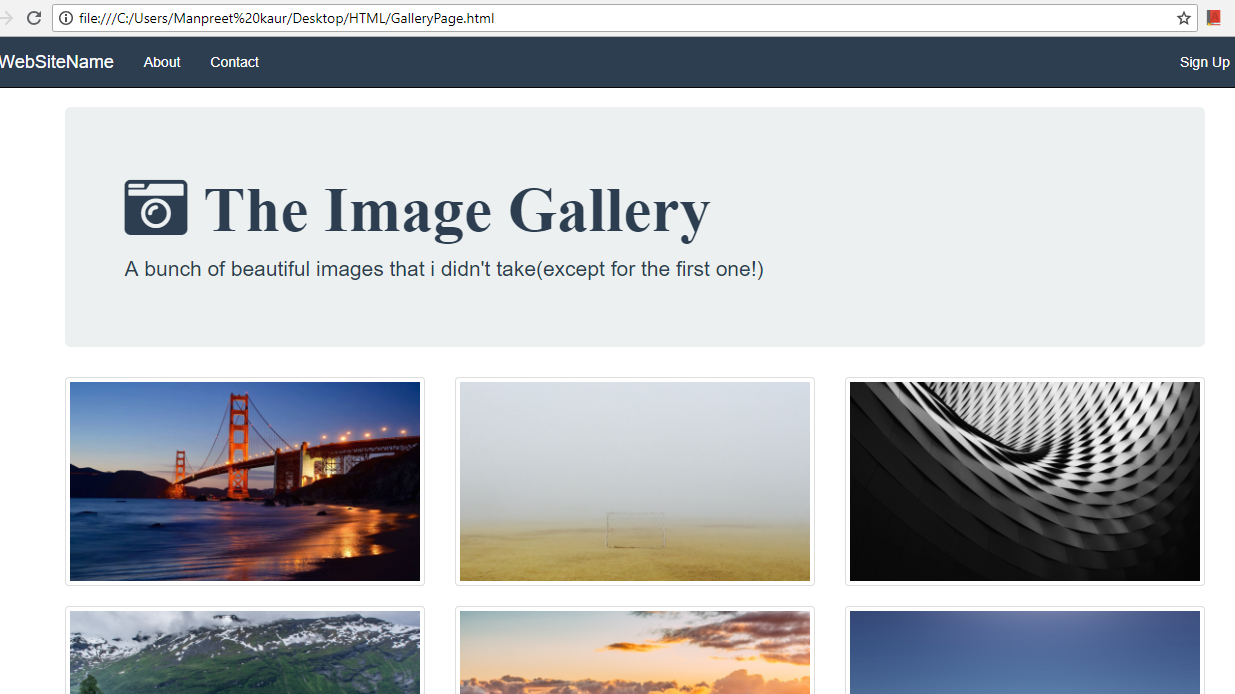 file:///C:/Users/Manpreet%20kaur/Desktop/HTML/GalleryPage.html
WebSiteName About Contact Sign Up
The Image Gallery
A bunch of beautiful images that i didn't take(except for the first one!)